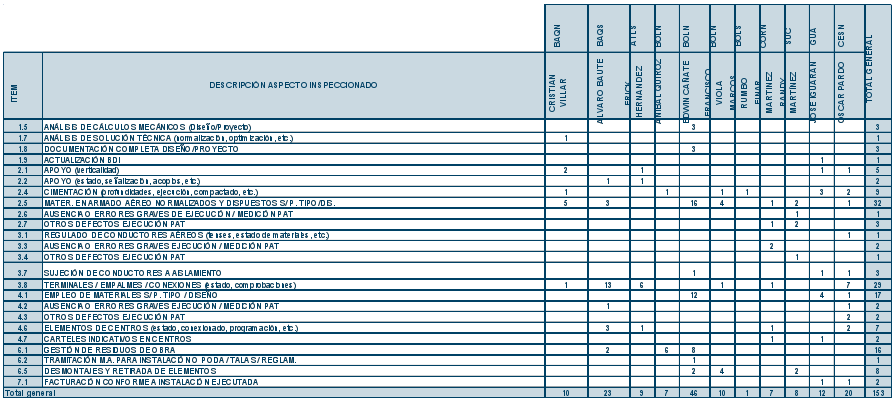 ITEM DESCRIPCIÓN ASPECTO INSPECCIONADO BAQN BAQS ATLS BOLN BOLN BOLN BOLS CORN SUC GUA CESN
CRISTIAN VILLAR ALVARO BAUTE ERICK HERNANDEZ ANIBAL QUIROZ EDWIN CAÑATE FRANCISCO VIOLA MARCOS RUMBO MARTINEZ RANDY MARTÍNEZ JOSE GUARAN OSCAR PARDO TOTAL GENERAL
1.5 ANÁLISIS DE CÁLCULOS MECÁNICOS (Diseño/Proyecto) 3 3
1.7 ANÁLISIS DE SOLUCIÓN TÉCNICA (normalización, optimización, etc.) 1 1
1.8 DOCUMENTACIÓN COMPLETA DISEÑO/PROYECTO 3 3
1.9 ACTUALIZACIÓN BDI 1 1
2.1 APOYO (verticalidad) 2 1 1 1 5
2.2 APOYO (estado, señalización, acopios, etc.) 1 1 2
2.4 CIMENTACIÓN (profundidades, ejecución, compactado, etc.) 1 1 1 1 3 2 9
2.5 MATER. EN ARMADO AÉREO NORMALIZADOS Y DISPUESTOS S/P. TIPO/DIS. 5 3 16 4 1 2 1 32
2.6 AUSENCIA O ERRORES GRAVES DE EJECUCIÓN / MEDICIÓN PAT 1 1
2.7 OTROS DEFECTOS EJECUCIÓN PAT 1 2 3
3.1 REGULADO DE CONDUCTORES AÉREOS (tenses, estado de materiales, etc.) 1 1
3.3 AUSENCIA O ERRORES GRAVES EJECUCIÓN / MEDICIÓN PAT 2 2
3.4 OTROS DEFECTOS EJECUCIÓN PAT 1 1
3.7 SUJECIÓN DE CONDUCTORES A AISLAMIENTO 1 1 1 3
3.8 TERMINALES / EMPALMES / CONEXIONES (estado, comprobaciones) 1 13 6 1 1 7 29
4.1 EMPLEO DE MATERIALES S/P. TIPO / DISEÑO 12 4 1 17
4.2 AUSENCIA O ERRORES GRAVES DE EJECUCIÓN / MEDICIÓN PAT 1 1 2
4.3 OTROS DEFECTOS EJECUCIÓN PAT 2 2
4.6 ELEMENTOS DE CENTROS (estado, conexionado, programación, etc.) 3 1 1 2 7
4.7 CARTELES INDICATIVOS EN CENTROS 1 1 2
6.1 GESTIÓN DE RESIDUOS DE OBRA 2 6 8 16
6.2 TRAMITACIÓN M.A. PARA INSTALACIÓN O PODA / TALAS / REGLAM. 1 1
6.5 DESMONTAJES Y RETIRADA DE ELEMENTOS 2 4 2 8
7.1 FACTURACIÓN CONFORME A INSTALACIÓN EJECUTADA 1 1 2
Total general 10 23 9 7 46 10 1 7 8 12 20 153